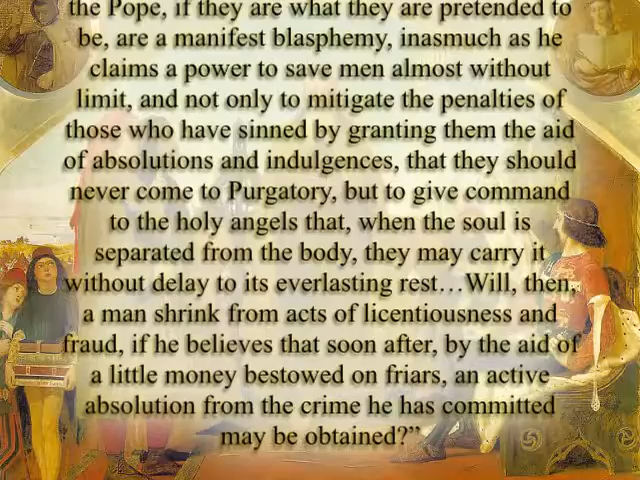 the Pope, if they are what they are pretended to
be, are a manifest blasphemy, inasmuch as he
claims a power to save men almost without
limit, and not only to mitigate the penalties of
those who have sinned by granting them the aid
of absolutions and indulgences, that they should
never come to Purgatory, but to give command
to the holy angels that, when the soul is
separated from the body, they may carry it
without delay to its everlasting rest…Will, then,
a man shrink from acts of licentiousness and
fraud, if he believes that soon after, by the aid of
a little money bestowed on friars, an active
absolution from the crime he has committed
may be obtained?”